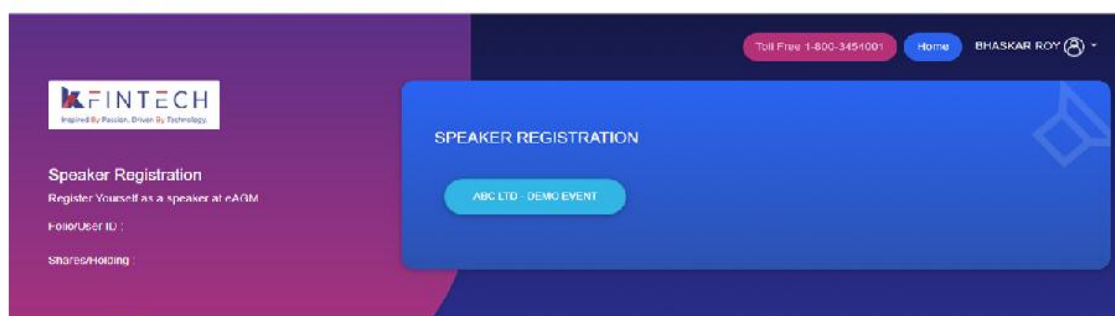 Toll Free 1-800-3454001
Home
BHASKAR ROY
KFINTECH
Inspired By Passion. Driven By Technology.
Speaker Registration
Register Yourself as a speaker at eAGM
Folio/User ID :
Shares/Holding :
SPEAKER REGISTRATION
ABC LTD - DEMO EVENT